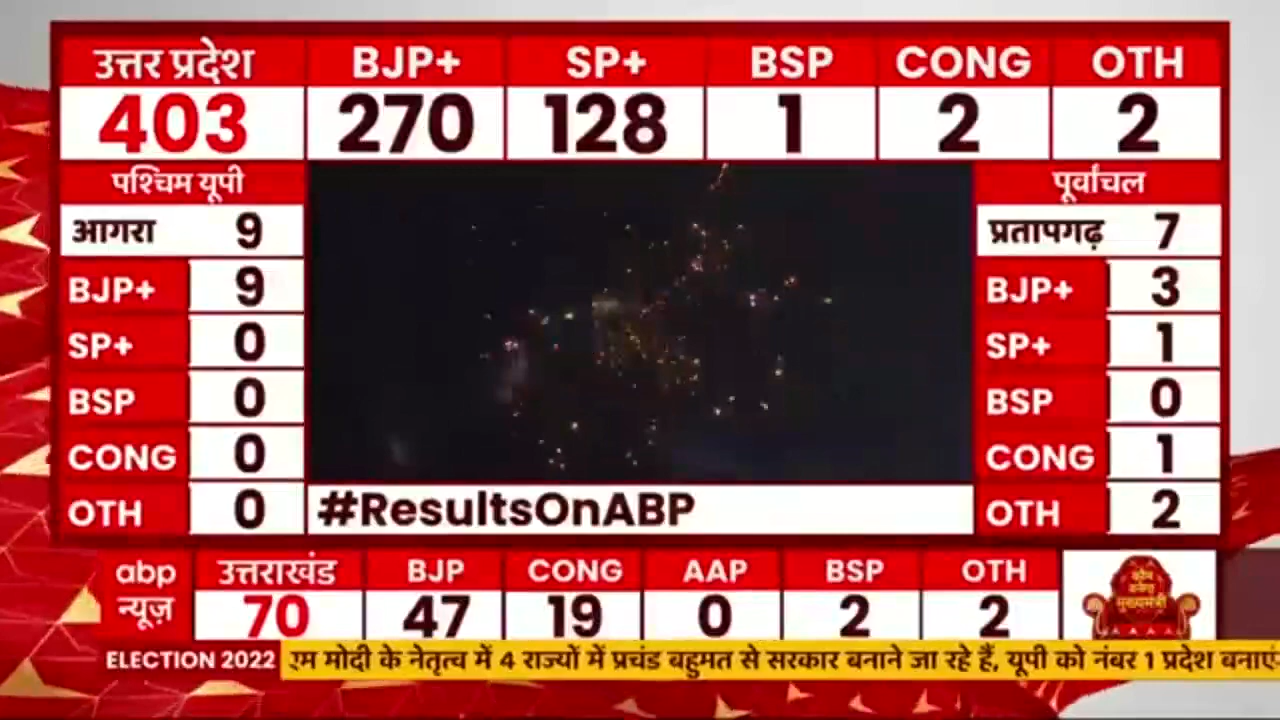 उत्तर प्रदेश BJP+ SP+ BSP CONG OTH
403 270 128 1 2 2
पश्चिम यूपी
आगरा 9
BJP+ 9
SP+ 0
BSP 0
CONG 0
OTH 0
#ResultsOnABP
पूर्वांचल
प्रतापगढ़ 7
BJP+ 3
SP+ 1
BSP 0
CONG 1
OTH 2
abp न्यूज़
उत्तराखंड BJP CONG AAP BSP OTH
70 47 19 0 2 2
कौन
बनेगा
मुख्यमंत्री
ELECTION 2022 एम मोदी के नेतृत्व में 4 राज्यों में प्रचंड बहुमत से सरकार बनाने जा रहे हैं, यूपी को नंबर 1 प्रदेश बनाएं